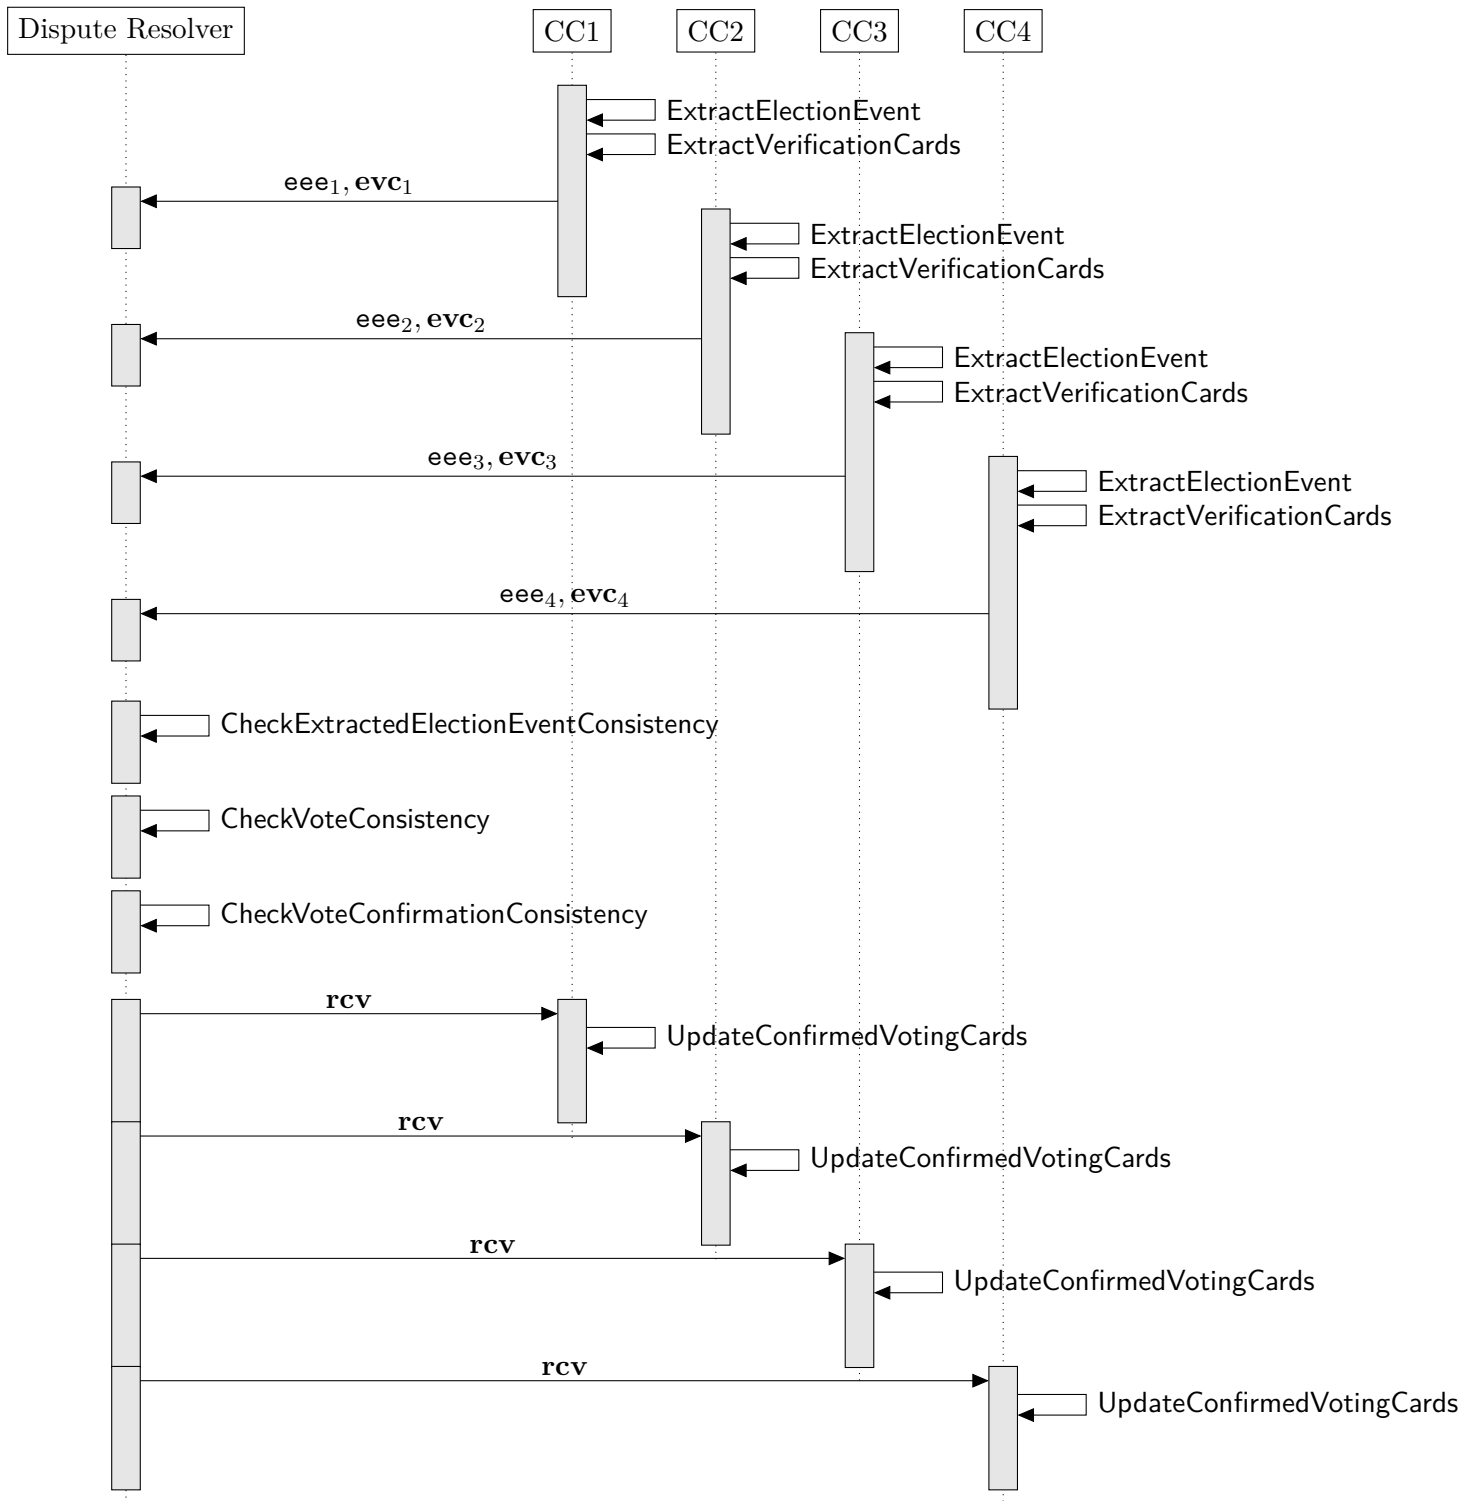 Dispute Resolver CC1 CC2 CC3 CC4
ExtractElectionEvent
ExtractVerificationCards
eee₁, evc₁
ExtractElectionEvent
ExtractVerificationCards
eee₂, evc₂
ExtractElectionEvent
ExtractVerificationCards
eee₃, evc₃
ExtractElectionEvent
ExtractVerificationCards
eee₄, evc₄
CheckExtractedElectionEventConsistency
CheckVoteConsistency
CheckVoteConfirmationConsistency
rcv
UpdateConfirmedVotingCards
rcv
UpdateConfirmedVotingCards
rcv
UpdateConfirmedVotingCards
rcv
UpdateConfirmedVotingCards